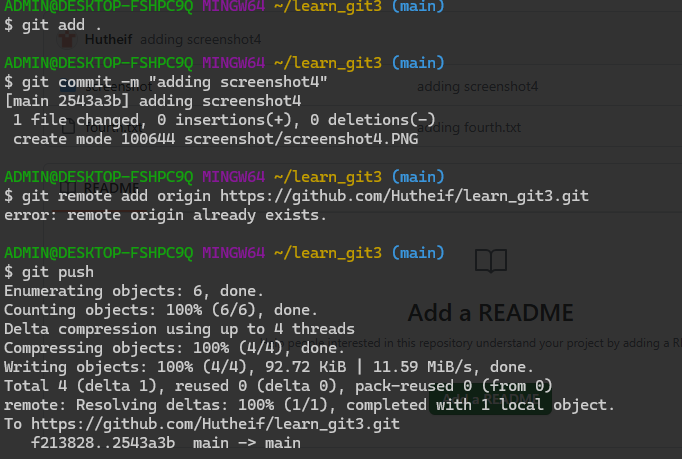 ADMIN@DESKTOP-FSHPC9Q MINGW64 ~/learn_git3 (main)
$ git add .
Hutheif adding screenshot4
ADMIN@DESKTOP-FSHPC9Q MINGW64 ~/learn_git3 (main)
$ git commit -m "adding screenshot4"
screenshot adding screenshot4
[main 2543a3b] adding screenshot4
1 file changed, 0 insertions(+), 0 deletions(-)
fourth.txt adding fourth.txt
create mode 100644 screenshot/screenshot4.PNG
ADMIN@DESKTOP-FSHPC9Q MINGW64 ~/learn_git3 (main)
README
$ git remote add origin https://github.com/Hutheif/learn_git3.git
error: remote origin already exists.
ADMIN@DESKTOP-FSHPC9Q MINGW64 ~/learn_git3 (main)
$ git push
Enumerating objects: 6, done.
Counting objects: 100% (6/6), done.
Add a README
Delta compression using up to 4 threads
people interested in this repository understand your project by adding a
Compressing objects: 100% (4/4), done.
Writing objects: 100% (4/4), 92.72 KiB | 11.59 MiB/s, done.
Total 4 (delta 1), reused 0 (delta 0), pack-reused 0 (from 0)
Add a README
remote: Resolving deltas: 100% (1/1), completed with 1 local object.
To https://github.com/Hutheif/learn_git3.git
f213828..2543a3b main -> main